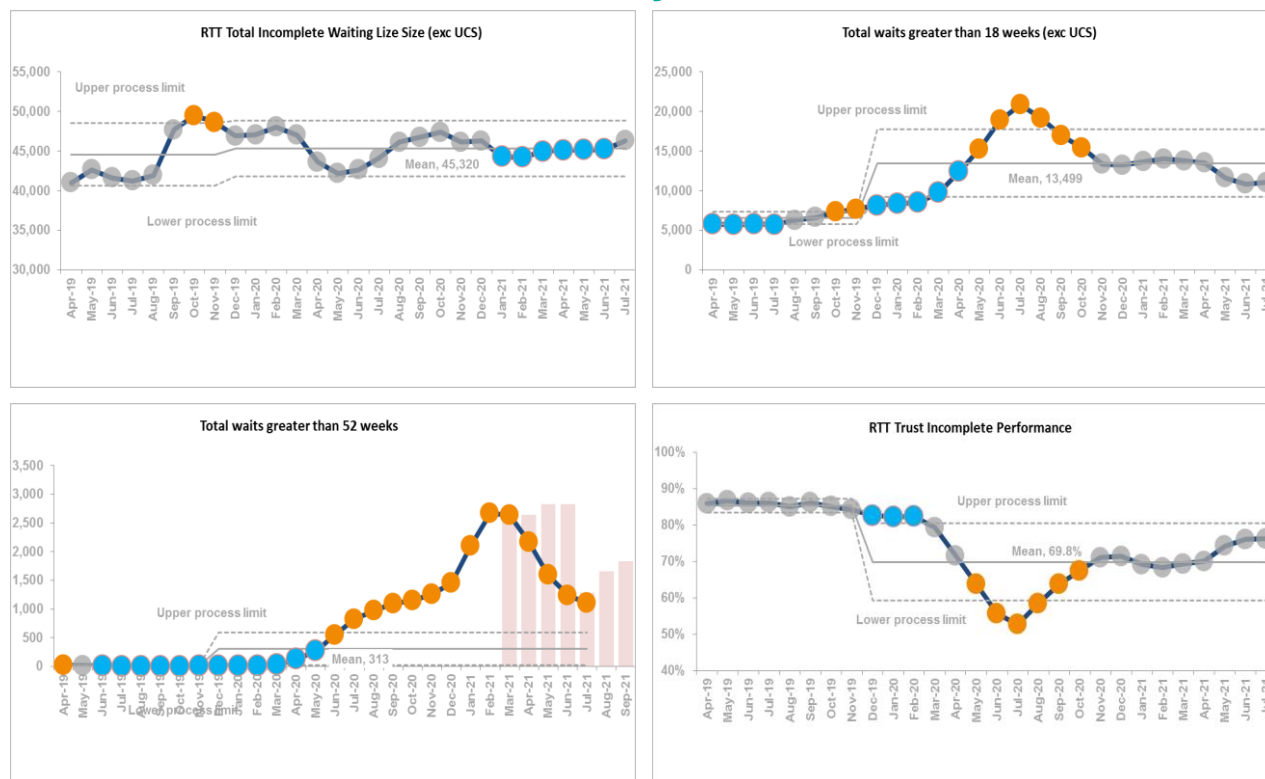 RTT Total Incomplete Waiting Lize Size (exc UCS)
55,000
50,000
45,000
40,000
35,000
30,000
Upper process limit
Mean, 45,320
Lower process limit
Apr-19
May-19
Jun-19
Jul-19
Aug-19
Sep-19
Oct-19
Nov-19
Dec-19
Jan-20
Feb-20
Mar-20
Apr-20
May-20
Jun-20
Jul-20
Aug-20
Sep-20
Oct-20
Nov-20
Dec-20
Jan-21
Feb-21
Mar-21
Apr-21
May-21
Jun-21
Jul-21
Total waits greater than 18 weeks (exc UCS)
25,000
20,000
15,000
10,000
5,000
0
Upper process limit
Mean, 13,499
Lower process limit
Apr-19
May-19
Jun-19
Jul-19
Aug-19
Sep-19
Oct-19
Nov-19
Dec-19
Jan-20
Feb-20
Mar-20
Apr-20
May-20
Jun-20
Jul-20
Aug-20
Sep-20
Oct-20
Nov-20
Dec-20
Jan-21
Feb-21
Mar-21
Apr-21
May-21
Jun-21
Total waits greater than 52 weeks
3,500
3,000
2,500
2,000
1,500
1,000
500
0
Upper process limit
Mean, 313
Lower process limit
Apr-19
May-19
Jun-19
Jul-19
Aug-19
Sep-19
Oct-19
Nov-19
Dec-19
Jan-20
Feb-20
Mar-20
Apr-20
May-20
Jun-20
Jul-20
Aug-20
Sep-20
Oct-20
Nov-20
Dec-21
Jan-21
Feb-21
Mar-21
Apr-21
May-21
Jun-21
Jul-21
Aug-21
Sep-21
RTT Trust Incomplete Performance
100%
90%
80%
70%
60%
50%
40%
Upper process limit
Mean, 69.8%
Lower process limit
Apr-19
May-19
Jun-19
Jul-19
Aug-19
Sep-19
Oct-19
Nov-19
Dec-19
Jan-20
Feb-20
Mar-20
Apr-20
May-20
Jun-20
Jul-20
Aug-20
Sep-20
Oct-20
Nov-20
Dec-20
Jan-21
Feb-21
Mar-21
Apr-21
May-21
Jun-21